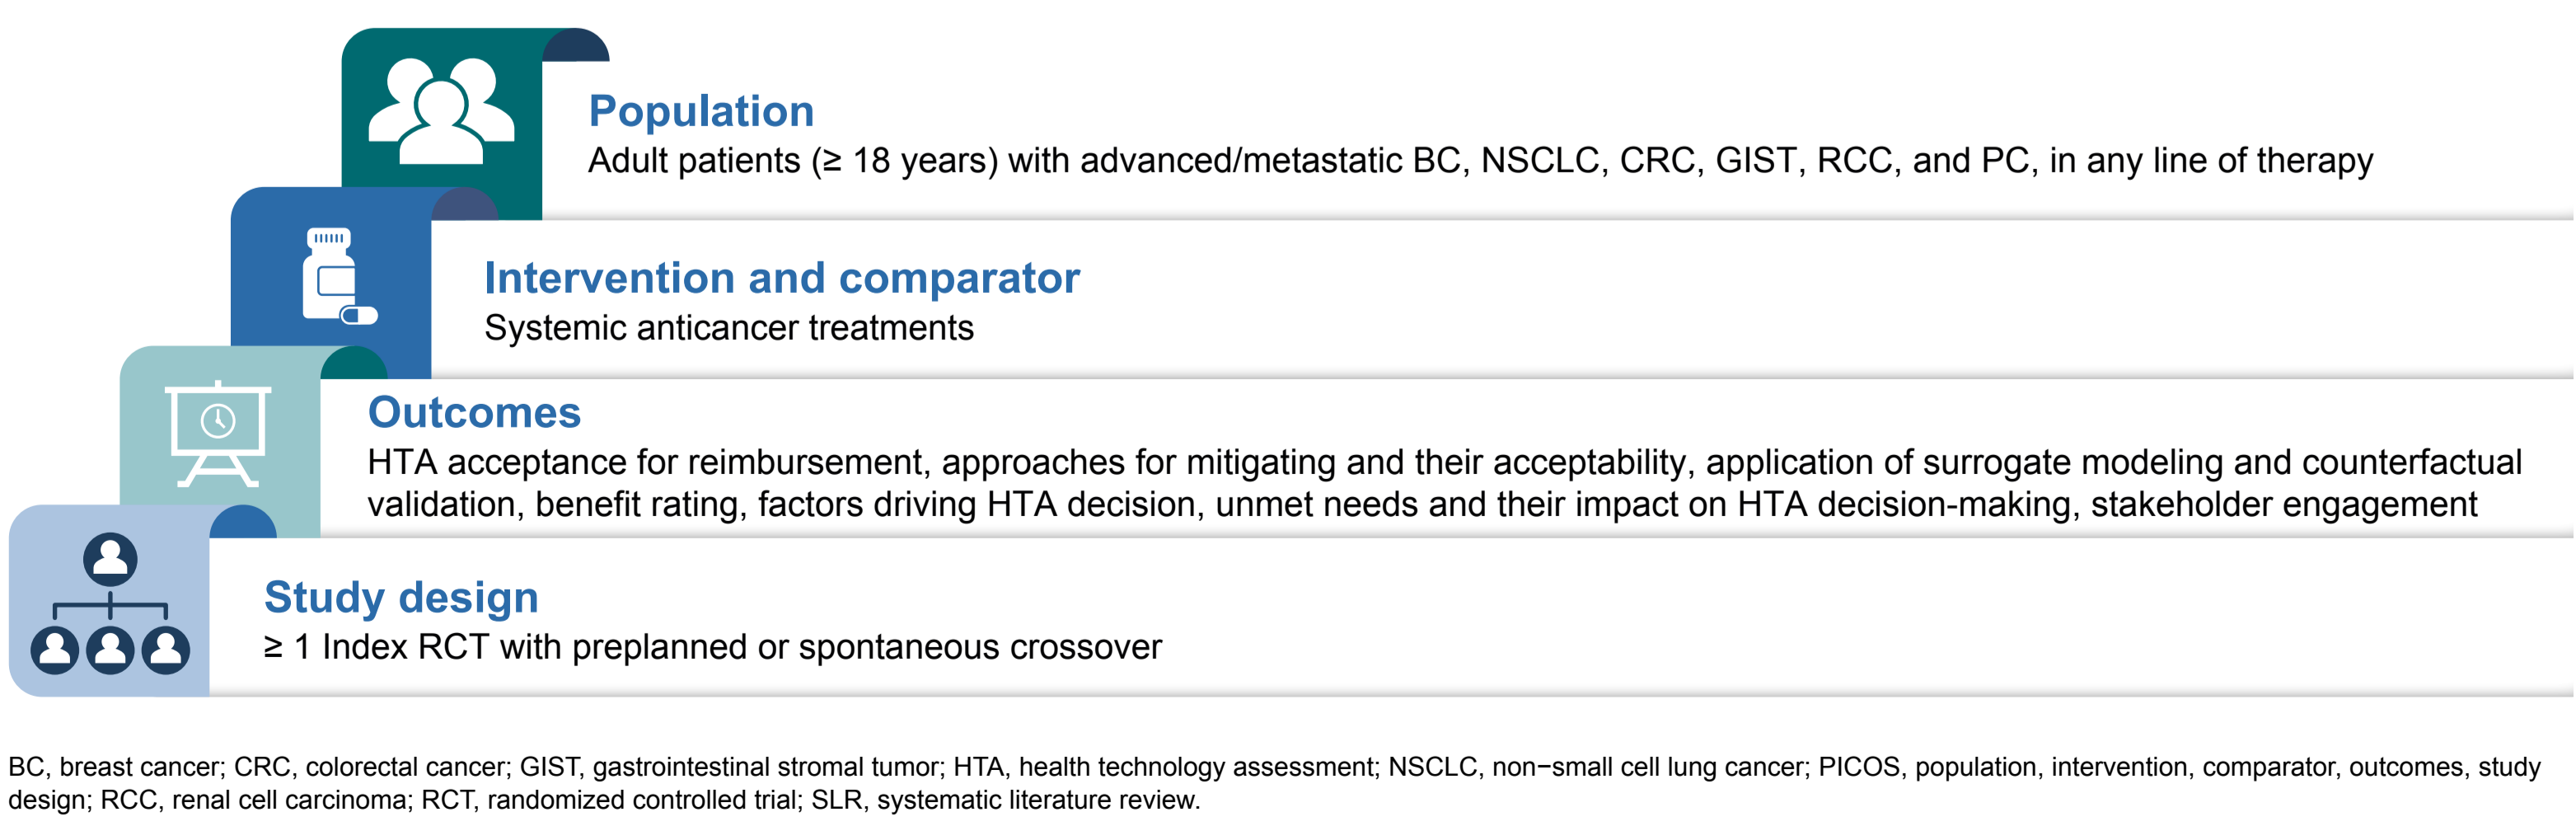 Population
Adult patients (≥ 18 years) with advanced/metastatic BC, NSCLC, CRC, GIST, RCC, and PC, in any line of therapy
Intervention and comparator
Systemic anticancer treatments
Outcomes
HTA acceptance for reimbursement, approaches for mitigating and their acceptability, application of surrogate modeling and counterfactual
validation, benefit rating, factors driving HTA decision, unmet needs and their impact on HTA decision-making, stakeholder engagement
Study design
≥ 1 Index RCT with preplanned or spontaneous crossover
BC, breast cancer; CRC, colorectal cancer; GIST, gastrointestinal stromal tumor; HTA, health technology assessment; NSCLC, non−small cell lung cancer; PICOS, population, intervention, comparator, outcomes, study
design; RCC, renal cell carcinoma; RCT, randomized controlled trial; SLR, systematic literature review.